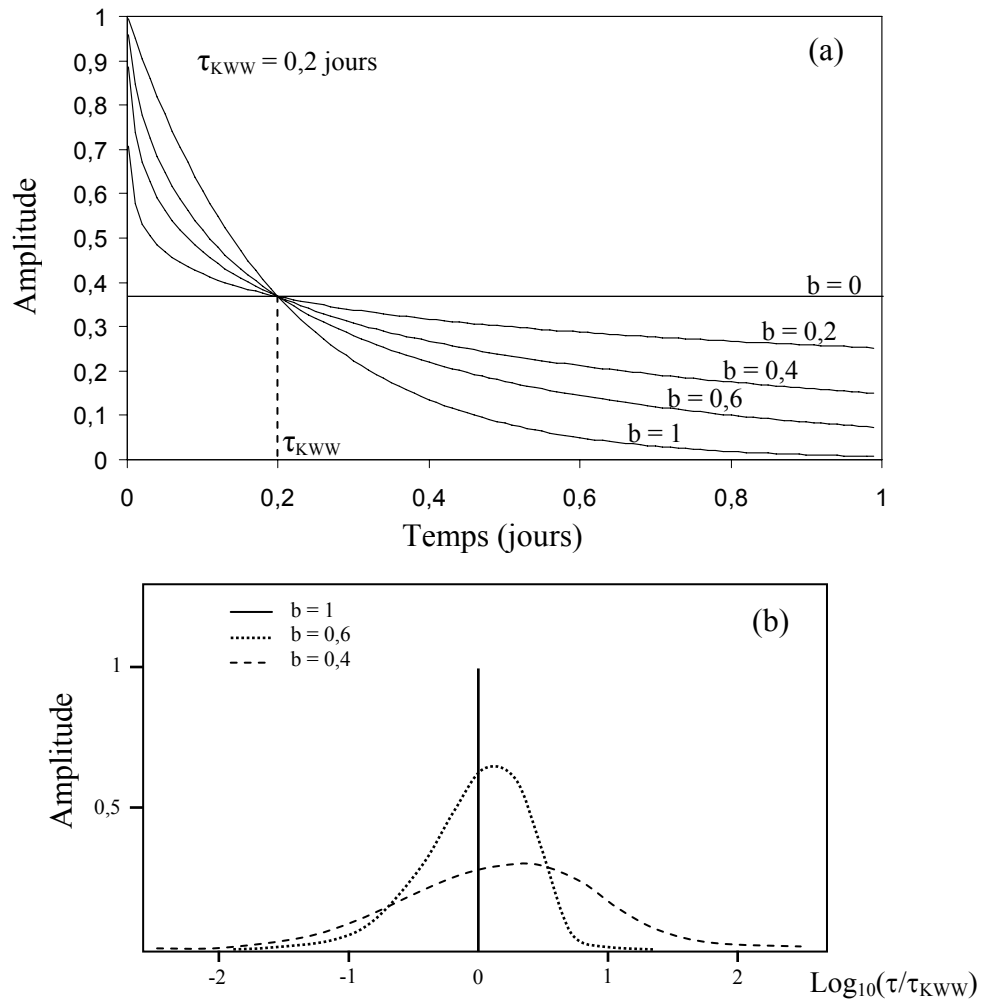 1
(a)
0,9
τKWW = 0,2 jours
0,8
0,7
0,6
0,5
0,4
0,3
0,2
0,1
0
Amplitude
b = 0
b = 0,2
b = 0,4
b = 0,6
b = 1
τKWW
0 0,2 0,4 0,6 0,8 1
Temps (jours)
b = 1
b = 0,6
b = 0,4
(b)
1
0,5
Amplitude
-2 -1 0 1 2
Log10(τ/τKWW)